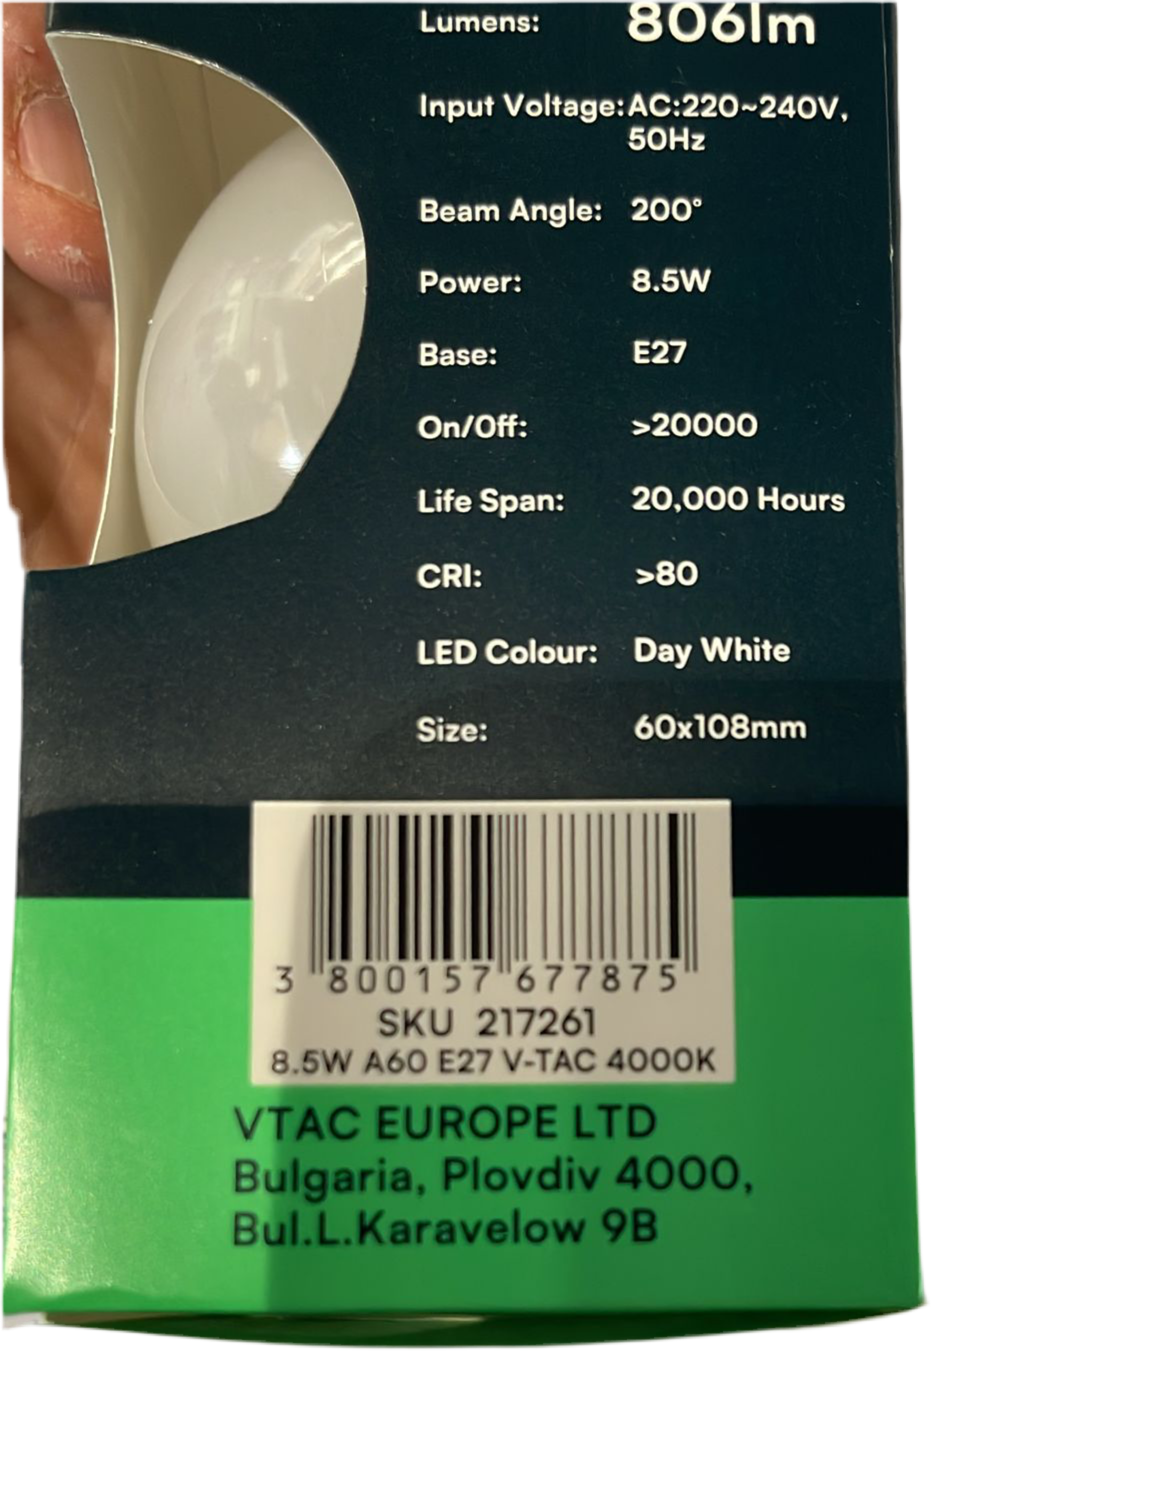 Lumens: 806lm
Input Voltage: AC:220~240V,
50Hz
Beam Angle: 200°
Power: 8.5W
Base: E27
On/Off: >20000
Life Span: 20,000 Hours
CRI: >80
LED Colour: Day White
Size: 60x108mm
3 800157 677875
SKU 217261
8.5W A60 E27 V-TAC 4000K
VTAC EUROPE LTD
Bulgaria, Plovdiv 4000,
Bul.L.Karavelow 9B